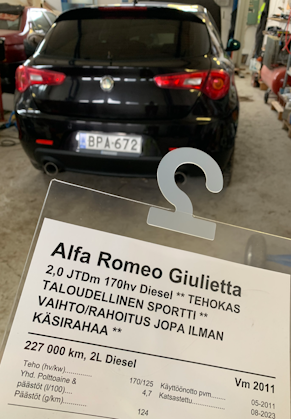 BPA-672
Alfa Romeo Giulietta
2,0 JTDm 170hv Diesel ** TEHOKAS
TALOUDELLINEN SPORTTI **
VAIHTO/RAHOITUS JOPA ILMAN
KÄSIRAHAA **
227 000 km, 2L Diesel
Vm 2011
Teho (hv/kw) 170/125
Yhd. Polttoaine & 
päästöt (l/100) 4,7
Päästöt (g/km) 124
Käyttöönotto pvm 05-2011
Katsastettu 08-2023